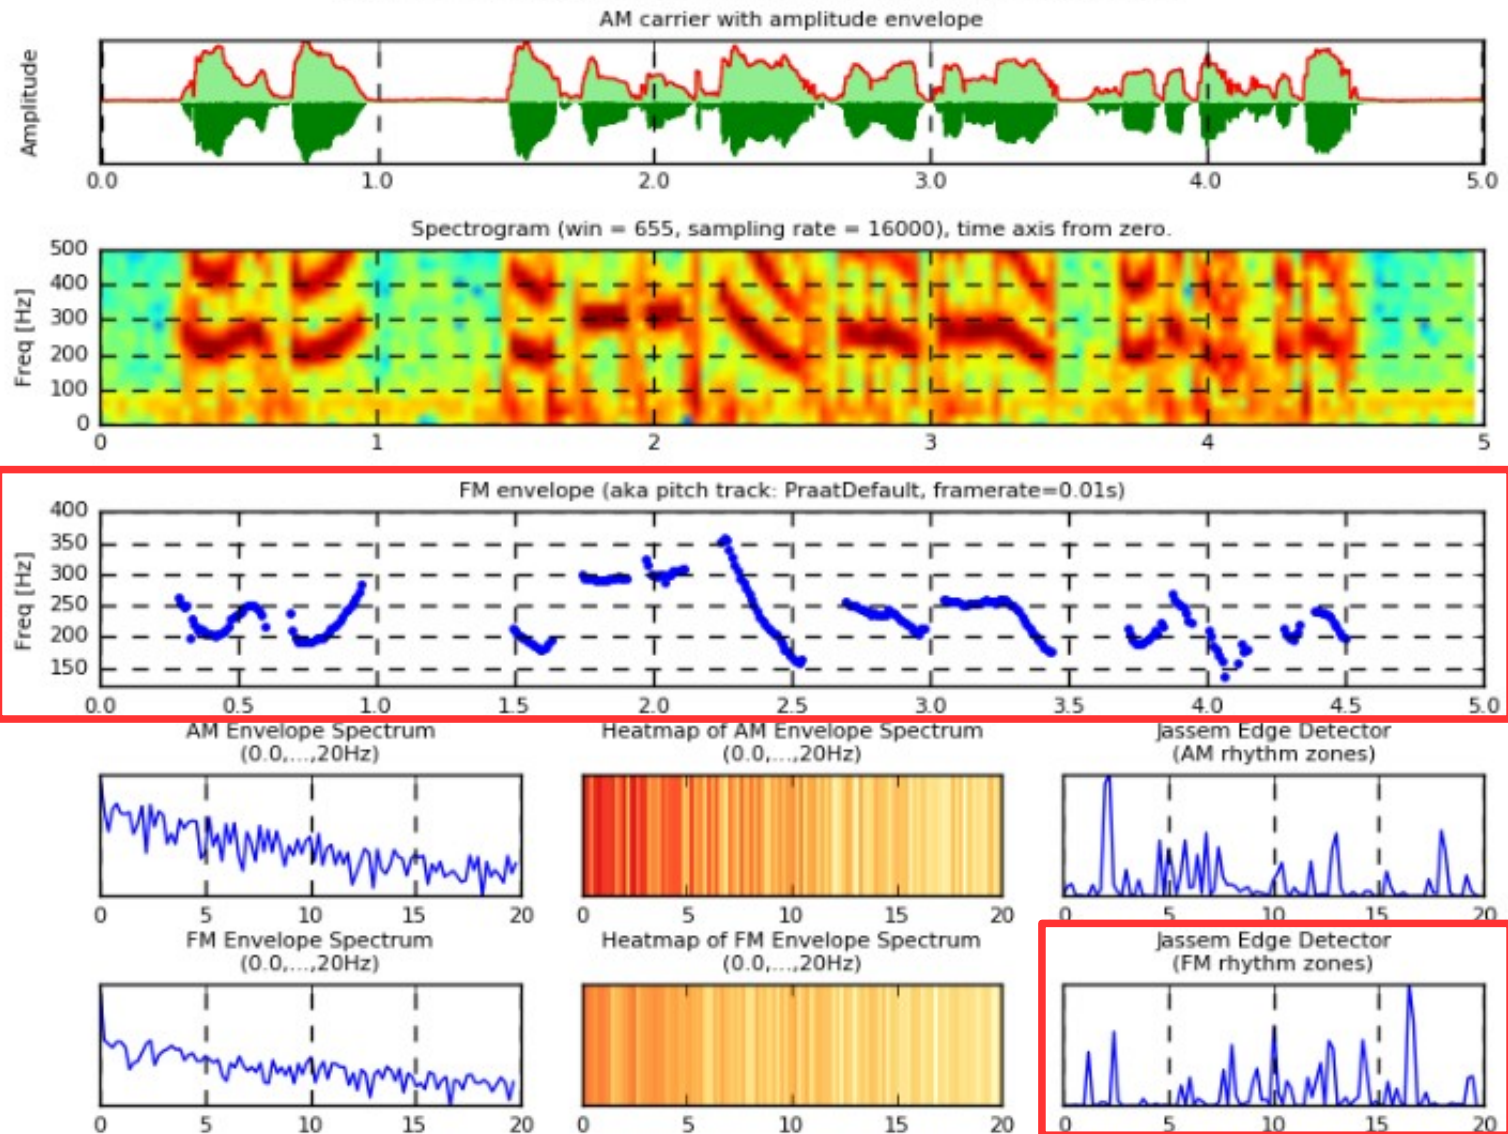 AM carrier with amplitude envelope
Amplitude
0.0 1.0 2.0 3.0 4.0 5.0
Spectrogram (win = 655, sampling rate = 16000), time axis from zero.
Freq [Hz]
500
400
300
200
100
0
0 1 2 3 4 5
FM envelope (aka pitch track: PraatDefault, framerate=0.01s)
Freq [Hz]
400
350
300
250
200
150
0.0 0.5 1.0 1.5 2.0 2.5 3.0 3.5 4.0 4.5 5.0
AM Envelope Spectrum Heatmap of AM Envelope Spectrum Jassem Edge Detector
(0.0,...,20Hz) (0.0,...,20Hz) (AM rhythm zones)
0 5 10 15 20 0 5 10 15 20 0 5 10 15 20
FM Envelope Spectrum Heatmap of FM Envelope Spectrum Jassem Edge Detector
(0.0,...,20Hz) (0.0,...,20Hz) (FM rhythm zones)
0 5 10 15 20 0 5 10 15 20 0 5 10 15 20